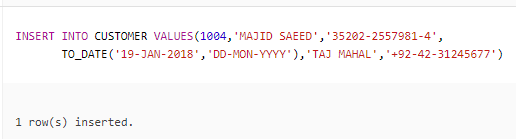 INSERT INTO CUSTOMER VALUES(1004,'MAJID SAEED','35202-2557981-4',
TO_DATE('19-JAN-2018','DD-MON-YYYY'),'TAJ MAHAL','+92-42-31245677')
1 row(s) inserted.